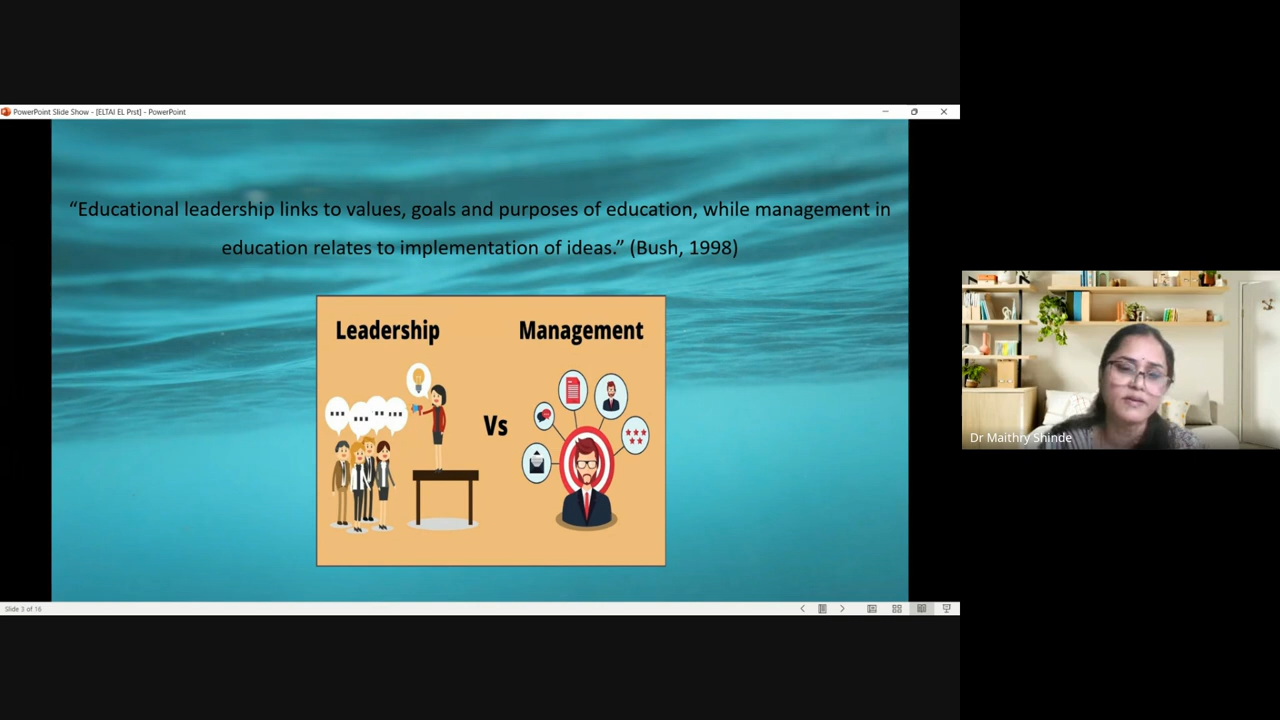 PowerPoint Slide Show - [ELTAI EL Prst] - PowerPoint
“Educational leadership links to values, goals and purposes of education, while management in
education relates to implementation of ideas.” (Bush, 1998)
Leadership
Management
Vs
Dr Maithry Shinde
Slide 3 of 16